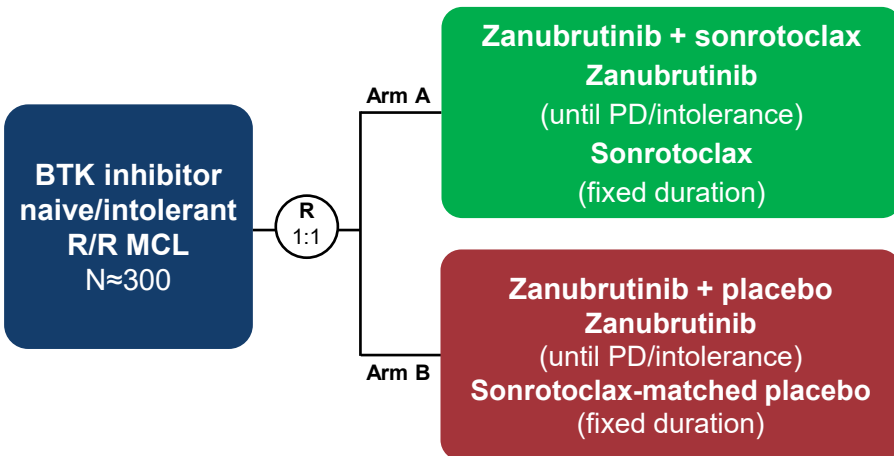 BTK inhibitor
naive/intolerant
R/R MCL
N≈300
R
1:1
Arm A
Zanubrutinib + sonrotoclax
Zanubrutinib
(until PD/intolerance)
Sonrotoclax
(fixed duration)
Arm B
Zanubrutinib + placebo
Zanubrutinib
(until PD/intolerance)
Sonrotoclax-matched placebo
(fixed duration)